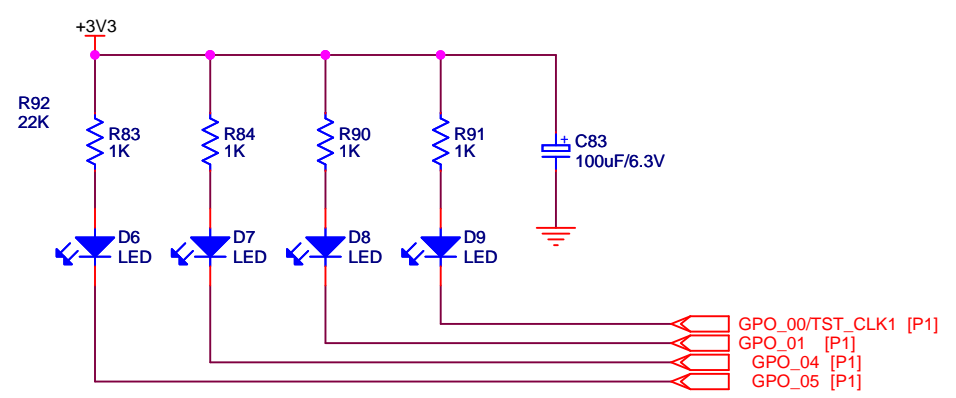 +3V3
R92
22K
R83
1K
R84
1K
R90
1K
R91
1K
+
C83
100uF/6.3V
D6
LED
D7
LED
D8
LED
D9
LED
GPO_00/TST_CLK1 [P1]
GPO_01 [P1]
GPO_04 [P1]
GPO_05 [P1]